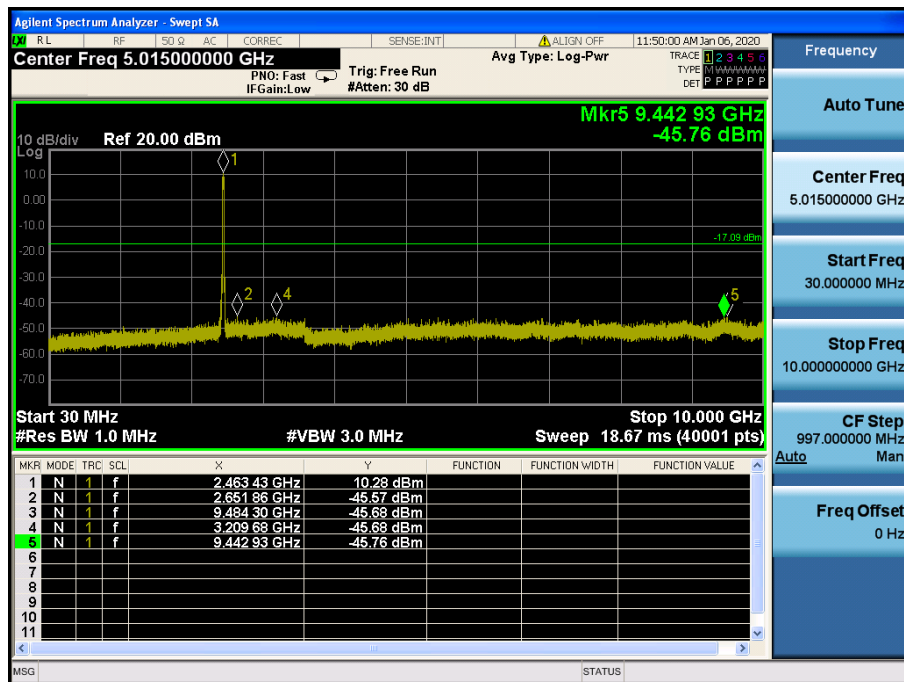 Agilent Spectrum Analyzer - Swept SA
LXI RL RF 50 Ω AC CORREC SENSE:INT ALIGN OFF 11:50:00 AM Jan 06, 2020
Center Freq 5.015000000 GHz
PNO: Fast
IFGain:Low
Trig: Free Run
#Atten: 30 dB
Avg Type: Log-Pwr
TRACE 1 2 3 4 5 6
TYPE M W W W W W
DET P P P P P P
Mkr5 9.442 93 GHz
-45.76 dBm
10 dB/div Ref 20.00 dBm
Log
10.0
0.00
-10.0
-20.0
-30.0
-40.0
-50.0
-60.0
-70.0
1
2
4
5
-17.09 dBm
Start 30 MHz Stop 10.000 GHz
#Res BW 1.0 MHz #VBW 3.0 MHz Sweep 18.67 ms (40001 pts)
MKR MODE TRC SCL X Y FUNCTION FUNCTION WIDTH FUNCTION VALUE
1 N 1 f 2.463 43 GHz 10.28 dBm
2 N 1 f 2.651 86 GHz -45.57 dBm
3 N 1 f 9.484 30 GHz -45.68 dBm
4 N 1 f 3.209 68 GHz -45.68 dBm
5 N 1 f 9.442 93 GHz -45.76 dBm
6
7
8
9
10
11
MSG STATUS
Frequency
Auto Tune
Center Freq
5.015000000 GHz
Start Freq
30.000000 MHz
Stop Freq
10.000000000 GHz
CF Step
997.000000 MHz
Auto Man
Freq Offset
0 Hz